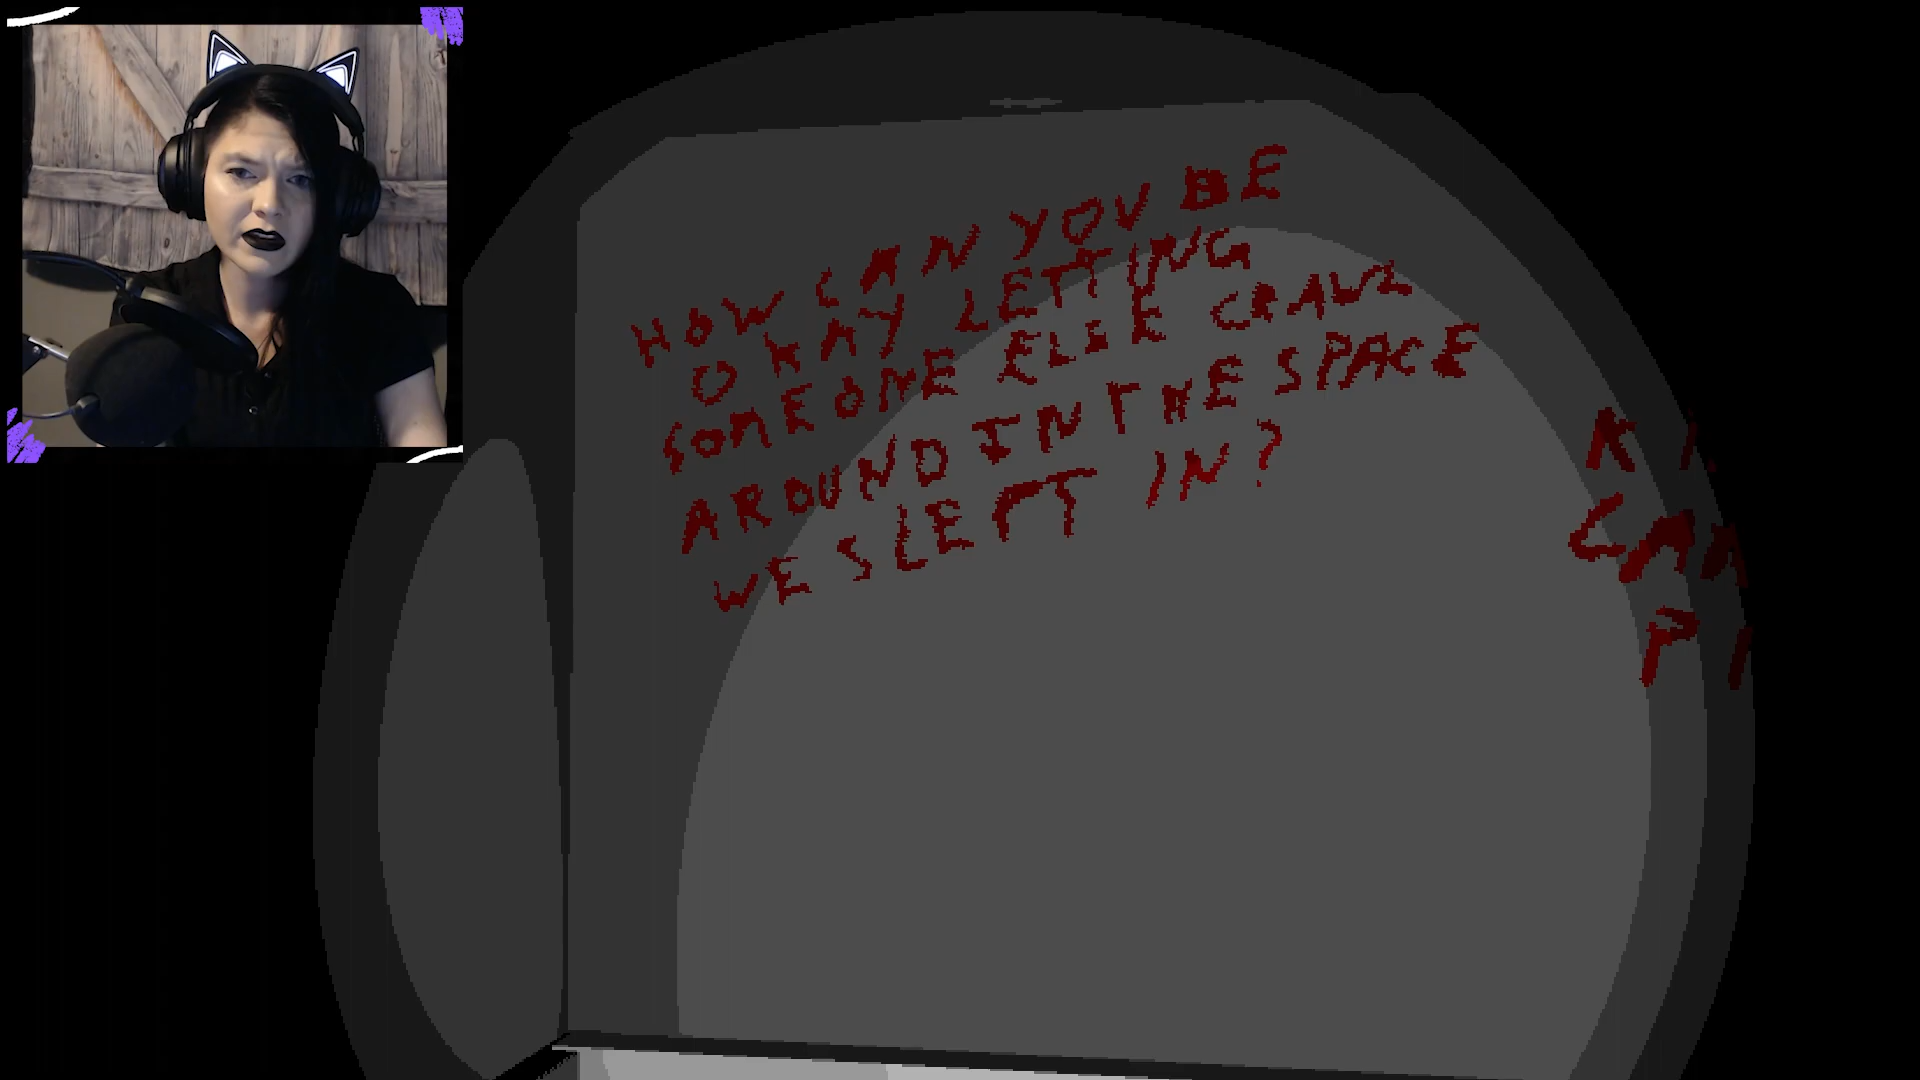 HOW CAN YOU BE
OKAY LETTING
SOMEONE ELSE CRAWL
AROUND IN THE SPACE
WE SLEPT IN?